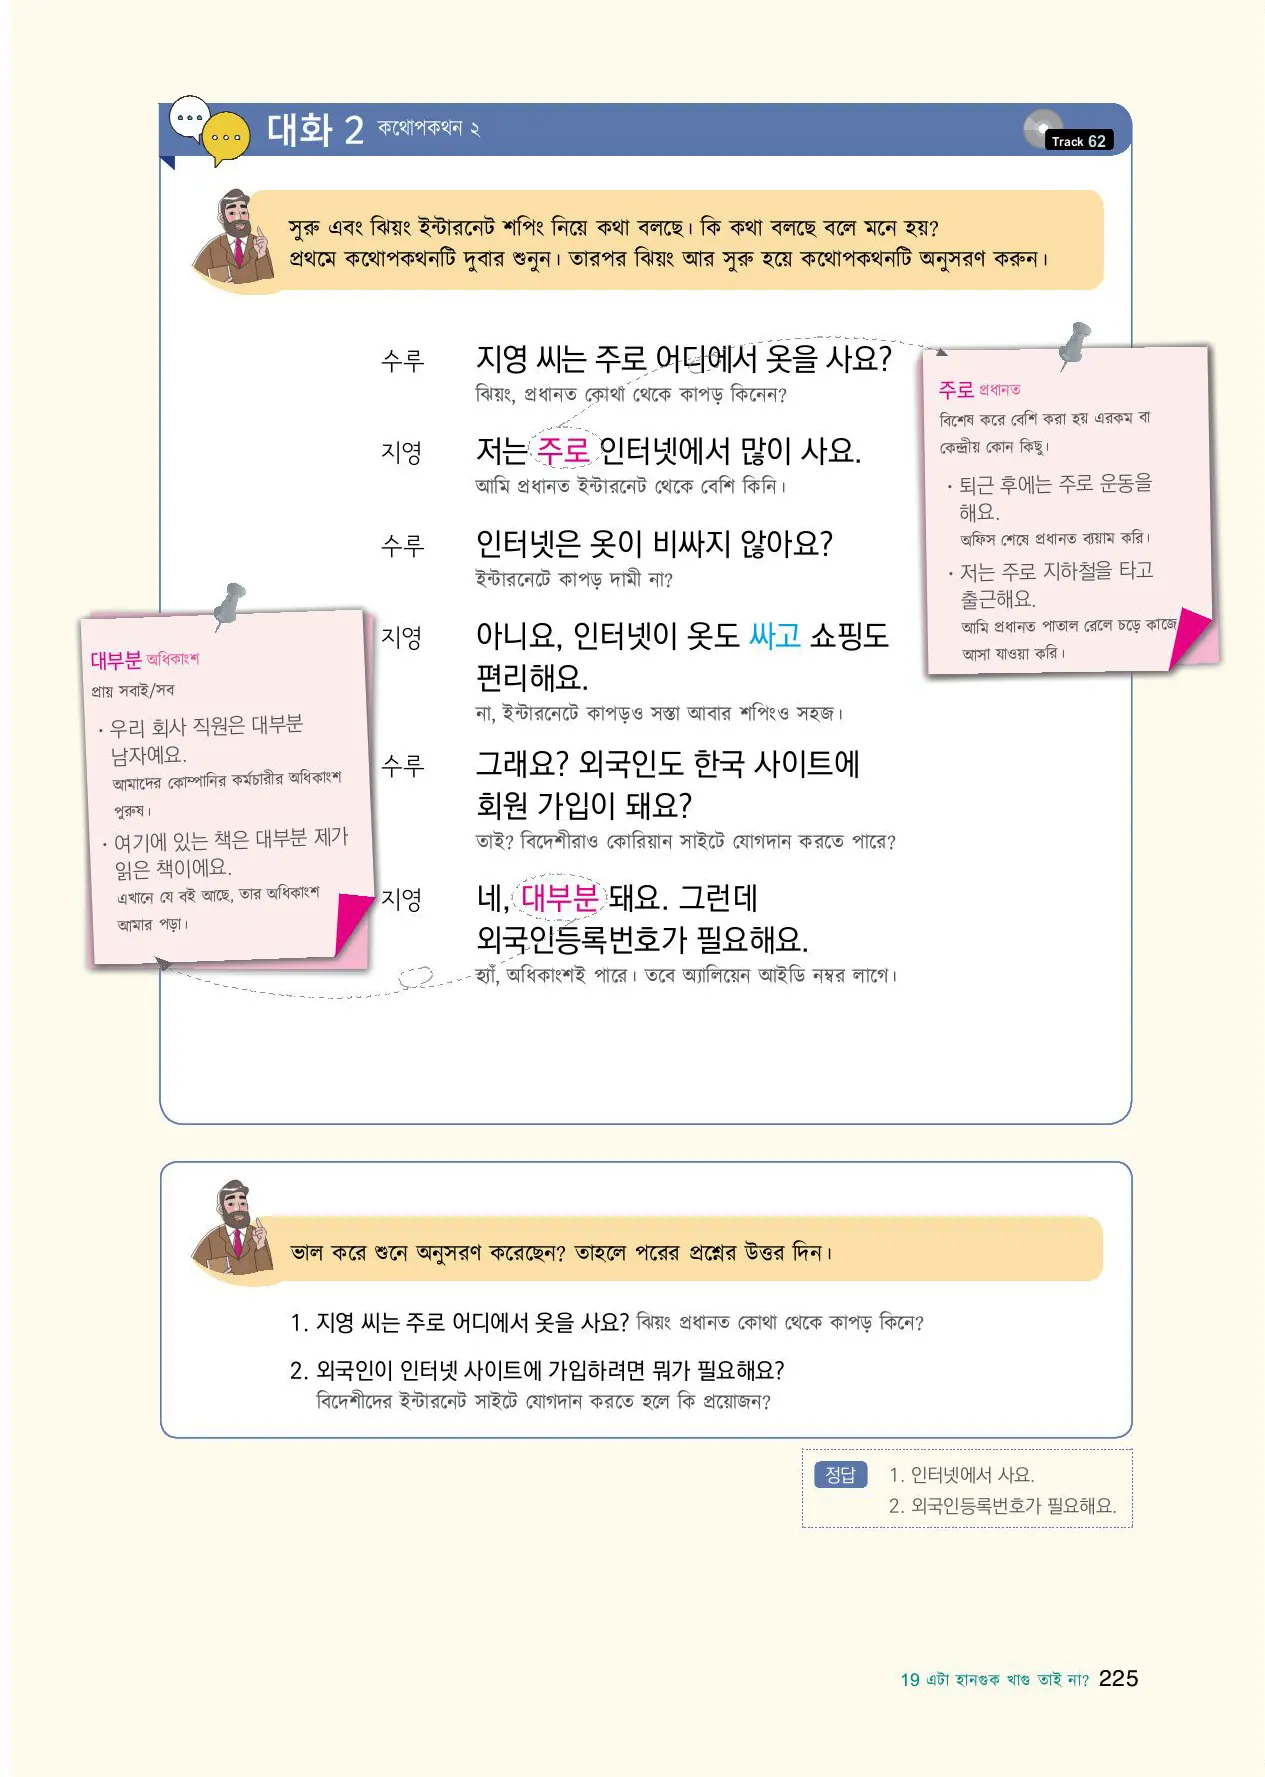 대화 2 কথোপকথন ২
Track 62
সুরু এবং ঝিয়ং ইন্টারনেট শপিং নিয়ে কথা বলছে। কি কথা বলছে বলে মনে হয়?
প্রথমে কথোপকথনটি দুবার শুনুন। তারপর ঝিয়ং আর সুরু হয়ে কথোপকথনটি অনুসরণ করুন।
수루 지영 씨는 주로 어디에서 옷을 사요?
ঝিয়ং, প্রধানত কোথা থেকে কাপড় কিনেন?
지영 저는 주로 인터넷에서 많이 사요.
আমি প্রধানত ইন্টারনেট থেকে বেশি কিনি।
수루 인터넷은 옷이 비싸지 않아요?
ইন্টারনেটে কাপড় দামী না?
지영 아니요, 인터넷이 옷도 싸고 쇼핑도
편리해요.
না, ইন্টারনেটে কাপড়ও সস্তা আবার শপিংও সহজ।
수루 그래요? 외국인도 한국 사이트에
회원 가입이 돼요?
তাই? বিদেশীরাও কোরিয়ান সাইটে যোগদান করতে পারে?
지영 네, 대부분 돼요. 그런데
외국인등록번호가 필요해요.
হ্যাঁ, অধিকাংশই পারে। তবে অ্যালিয়েন আইডি নম্বর লাগে।
주로 প্রধানত
বিশেষ করে বেশি করা হয় এরকম বা
কেন্দ্রীয় কোন কিছু।
· 퇴근 후에는 주로 운동을
해요.
অফিস শেষে প্রধানত ব্যয়াম করি।
· 저는 주로 지하철을 타고
출근해요.
আমি প্রধানত পাতাল রেলে চড়ে কাজে
আসা যাওয়া করি।
대부분 অধিকাংশ
প্রায় সবাই/সব
· 우리 회사 직원은 대부분
남자예요.
আমাদের কোম্পানির কর্মচারীর অধিকাংশ
পুরুষ।
· 여기에 있는 책은 대부분 제가
읽은 책이에요.
এখানে যে বই আছে, তার অধিকাংশ
আমার পড়া।
ভাল করে শুনে অনুসরণ করেছেন? তাহলে পরের প্রশ্নের উত্তর দিন।
1. 지영 씨는 주로 어디에서 옷을 사요? ঝিয়ং প্রধানত কোথা থেকে কাপড় কিনে?
2. 외국인이 인터넷 사이트에 가입하려면 뭐가 필요해요?
বিদেশীদের ইন্টারনেট সাইটে যোগদান করতে হলে কি প্রয়োজন?
정답 1. 인터넷에서 사요.
2. 외국인등록번호가 필요해요.
19 এটা হানগুক খাগু তাই না? 225